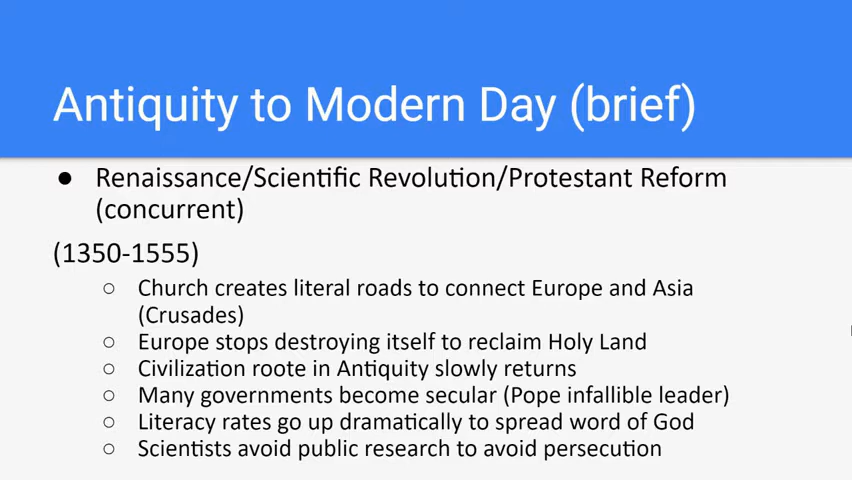 Antiquity to Modern Day (brief)
● Renaissance/Scientific Revolution/Protestant Reform
(concurrent)
(1350-1555)
○ Church creates literal roads to connect Europe and Asia
(Crusades)
○ Europe stops destroying itself to reclaim Holy Land
○ Civilization roote in Antiquity slowly returns
○ Many governments become secular (Pope infallible leader)
○ Literacy rates go up dramatically to spread word of God
○ Scientists avoid public research to avoid persecution